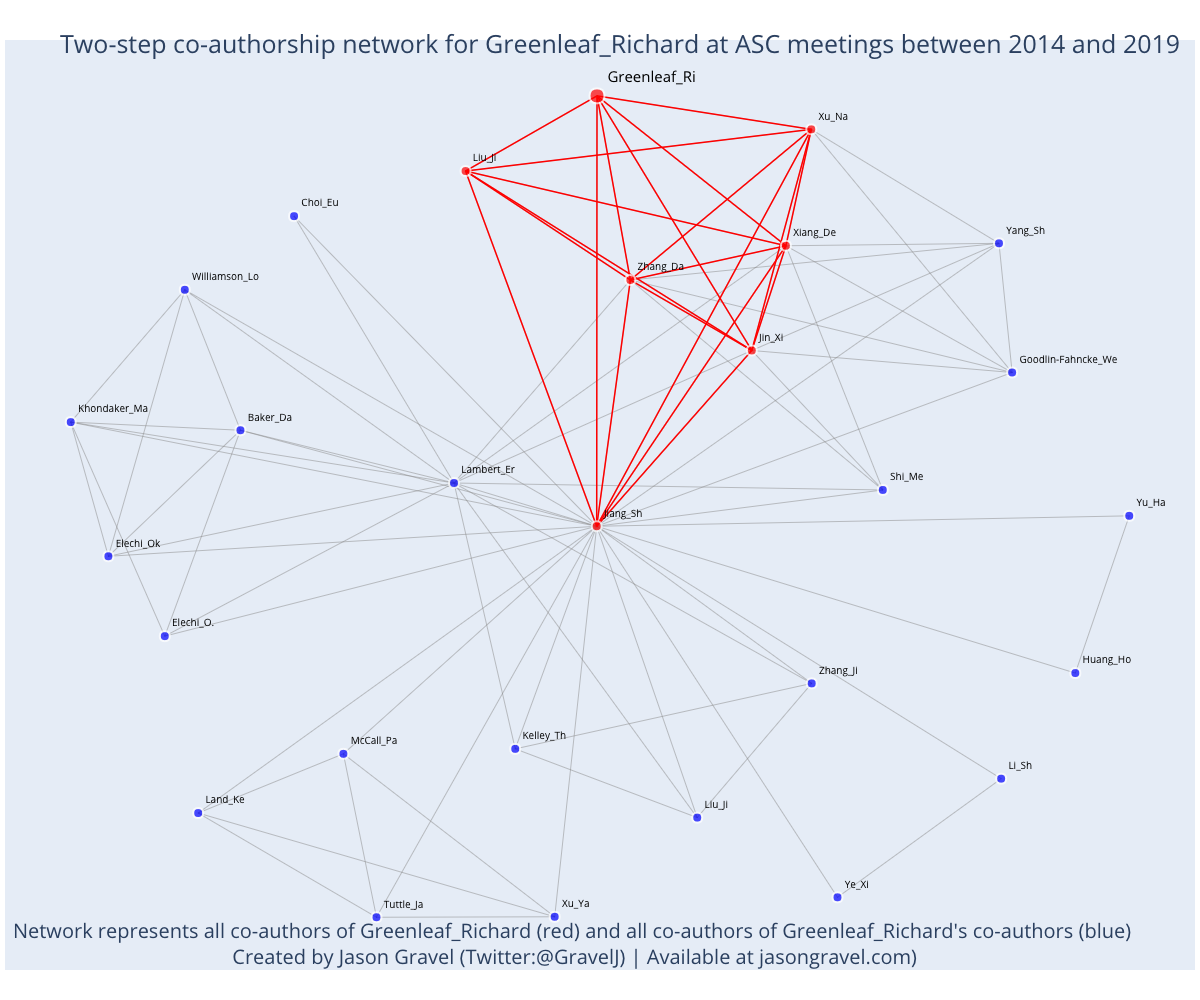 Two-step co-authorship network for Greenleaf_Richard at ASC meetings between 2014 and 2019
Greenleaf_Ri
Xu_Na
Liu_Ji
Choi_Eu
Xiang_De
Yang_Sh
Zhang_Da
Williamson_Lo
Jin_Xi
Goodlin-Fahncke_We
Khondaker_Ma
Baker_Da
Lambert_Er
Shi_Me
Yu_Ha
Jiang_Sh
Elechi_Ok
Elechi_O.
Huang_Ho
Zhang_Ji
Kelley_Th
McCall_Pa
Li_Sh
Land_Ke
Liu_Ji
Ye_Xi
Tuttle_Ja
Xu_Ya
Network represents all co-authors of Greenleaf_Richard (red) and all co-authors of Greenleaf_Richard's co-authors (blue)
Created by Jason Gravel (Twitter:@GravelJ) | Available at jasongravel.com)